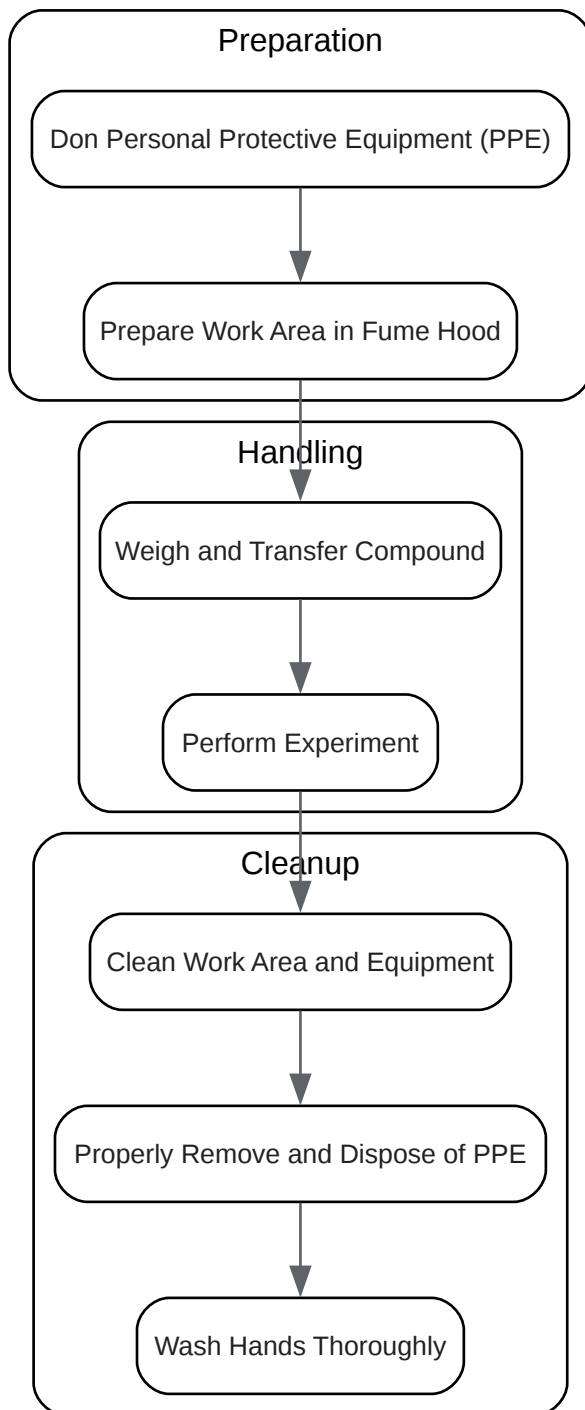 Preparation
Don Personal Protective Equipment (PPE)
Prepare Work Area in Fume Hood
Handling
Weigh and Transfer Compound
Perform Experiment
Cleanup
Clean Work Area and Equipment
Properly Remove and Dispose of PPE
Wash Hands Thoroughly